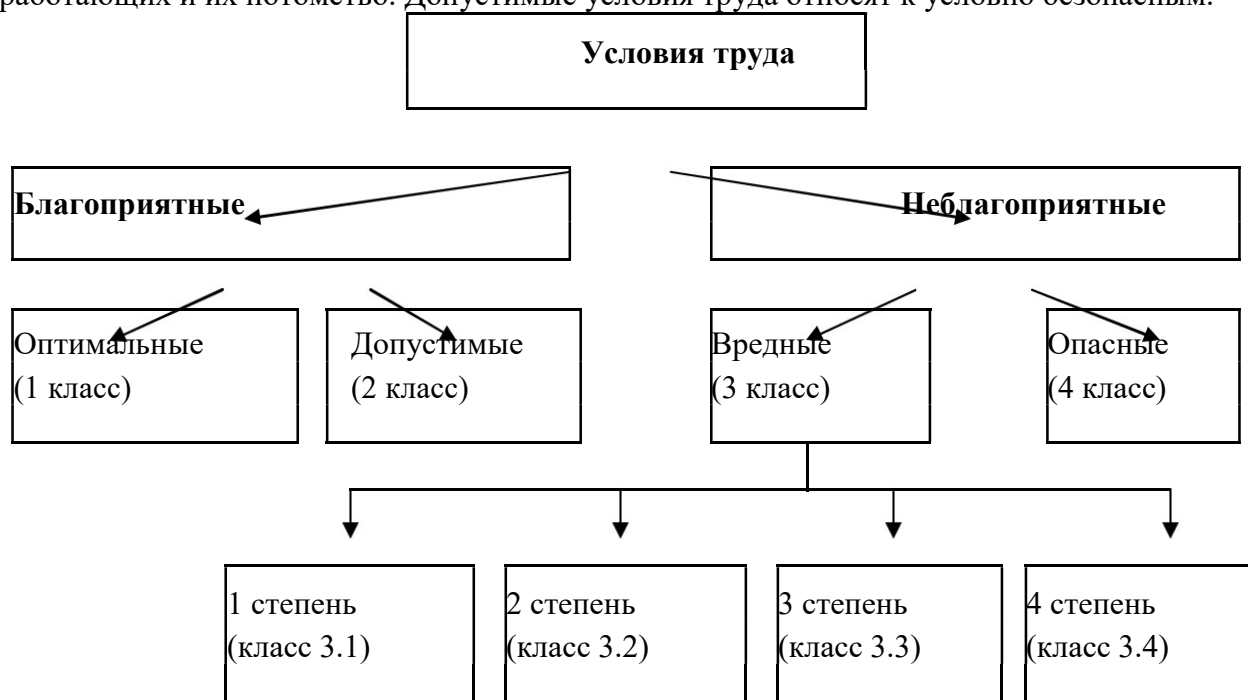 работающих и их потомство. Допустимые условия труда относят к условно безопасным.
Условия труда
Благоприятные
Неблагоприятные
Оптимальные
(1 класс)
Допустимые
(2 класс)
Вредные
(3 класс)
Опасные
(4 класс)
1 степень
(класс 3.1)
2 степень
(класс 3.2)
3 степень
(класс 3.3)
4 степень
(класс 3.4)